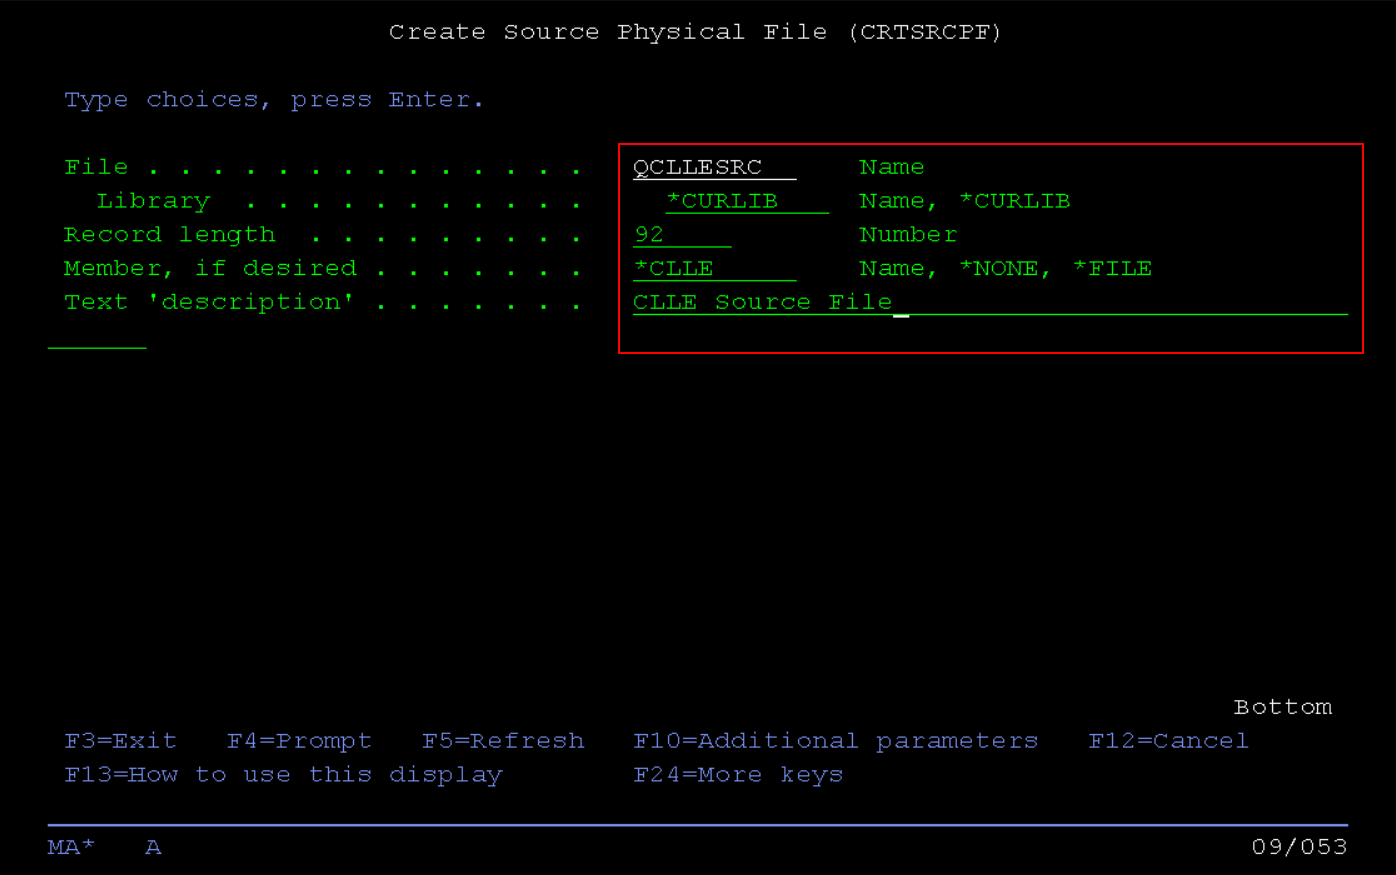 Create Source Physical File (CRTSRCPF)
Type choices, press Enter.
File . . . . . . . . . . . . . . QCLLESRC Name
Library . . . . . . . . . . . *CURLIB Name, *CURLIB
Record length . . . . . . . . . 92 Number
Member, if desired . . . . . . . *CLLE Name, *NONE, *FILE
Text 'description' . . . . . . . CLLE Source File
Bottom
F3=Exit F4=Prompt F5=Refresh F10=Additional parameters F12=Cancel
F13=How to use this display F24=More keys
MA* A 09/053